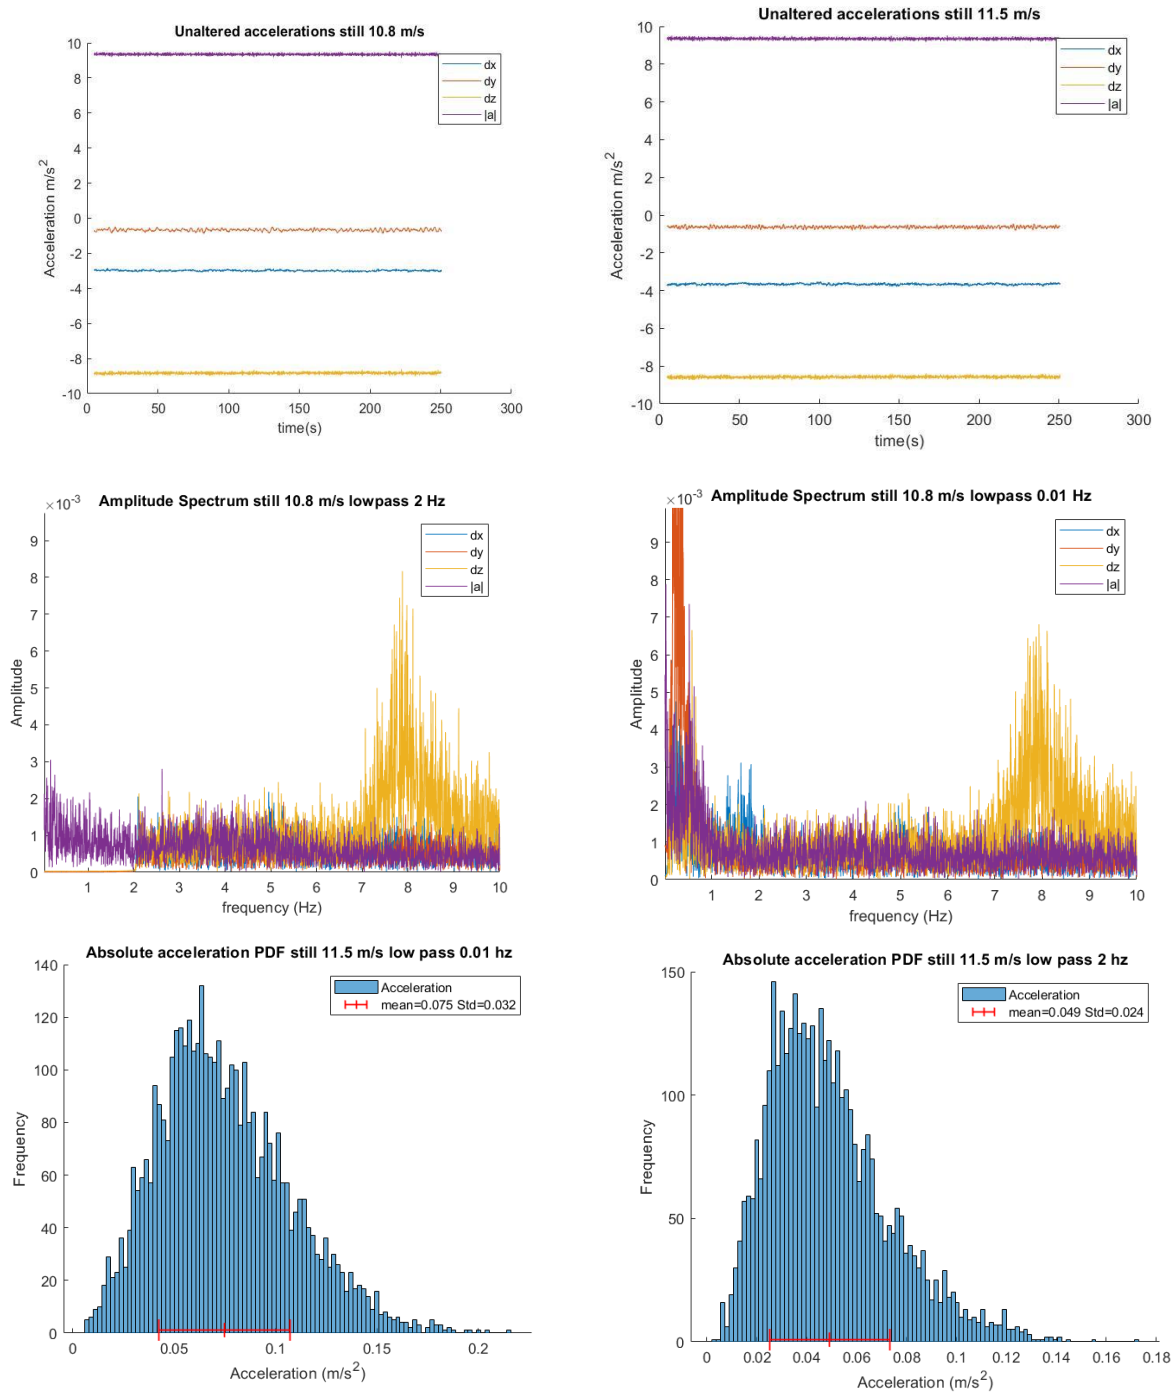 Unaltered accelerations still 10.8 m/s
10
8
6
4
2
0
-2
-4
-6
-8
-10
Acceleration m/s²
0 50 100 150 200 250 300
time(s)
dx
dy
dz
|a|
Unaltered accelerations still 11.5 m/s
10
8
6
4
2
0
-2
-4
-6
-8
-10
Acceleration m/s²
0 50 100 150 200 250 300
time(s)
dx
dy
dz
|a|
Amplitude Spectrum still 10.8 m/s lowpass 2 Hz
×10⁻³
9
8
7
6
5
4
3
2
1
0
Amplitude
1 2 3 4 5 6 7 8 9 10
frequency (Hz)
dx
dy
dz
|a|
Amplitude Spectrum still 10.8 m/s lowpass 0.01 Hz
×10⁻³
9
8
7
6
5
4
3
2
1
0
Amplitude
1 2 3 4 5 6 7 8 9 10
frequency (Hz)
dx
dy
dz
|a|
Absolute acceleration PDF still 11.5 m/s low pass 0.01 hz
140
120
100
80
60
40
20
0
Frequency
0 0.05 0.1 0.15 0.2
Acceleration (m/s²)
Acceleration
mean=0.075 Std=0.032
Absolute acceleration PDF still 11.5 m/s low pass 2 hz
150
100
50
0
Frequency
0 0.02 0.04 0.06 0.08 0.1 0.12 0.14 0.16 0.18
Acceleration (m/s²)
Acceleration
mean=0.049 Std=0.024